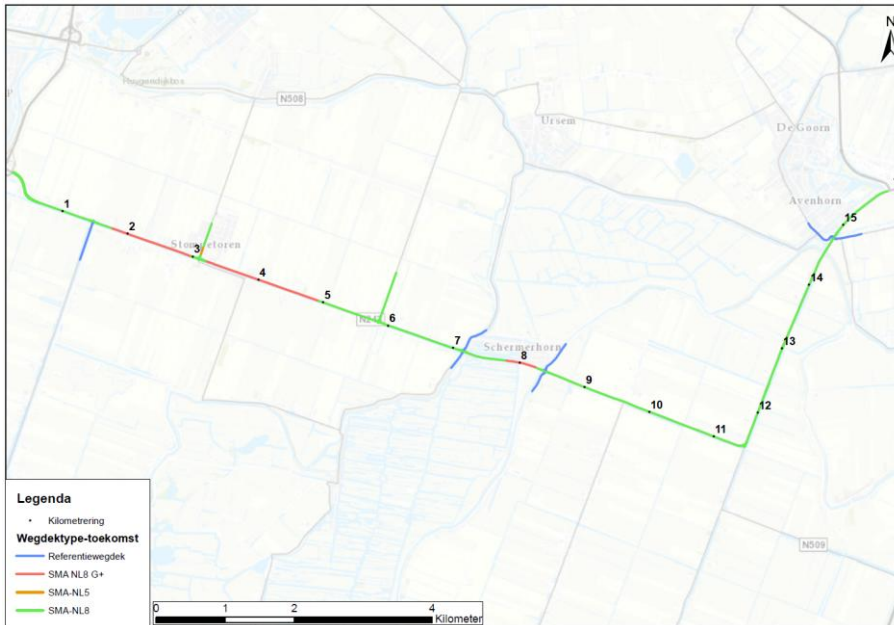 N
Huygendijkbos
N508
Ursem
De Goorn
Avenhorn
1
2
15
Stompetoren
3
4
14
5
N243
6
13
7
Schermerhorn
8
9
10
12
11
N509
Legenda
Kilometrering
Wegdektype-toekomst
Referentiewegdek
SMA NL8 G+
SMA-NL5
SMA-NL8
0 1 2 4
Kilometer